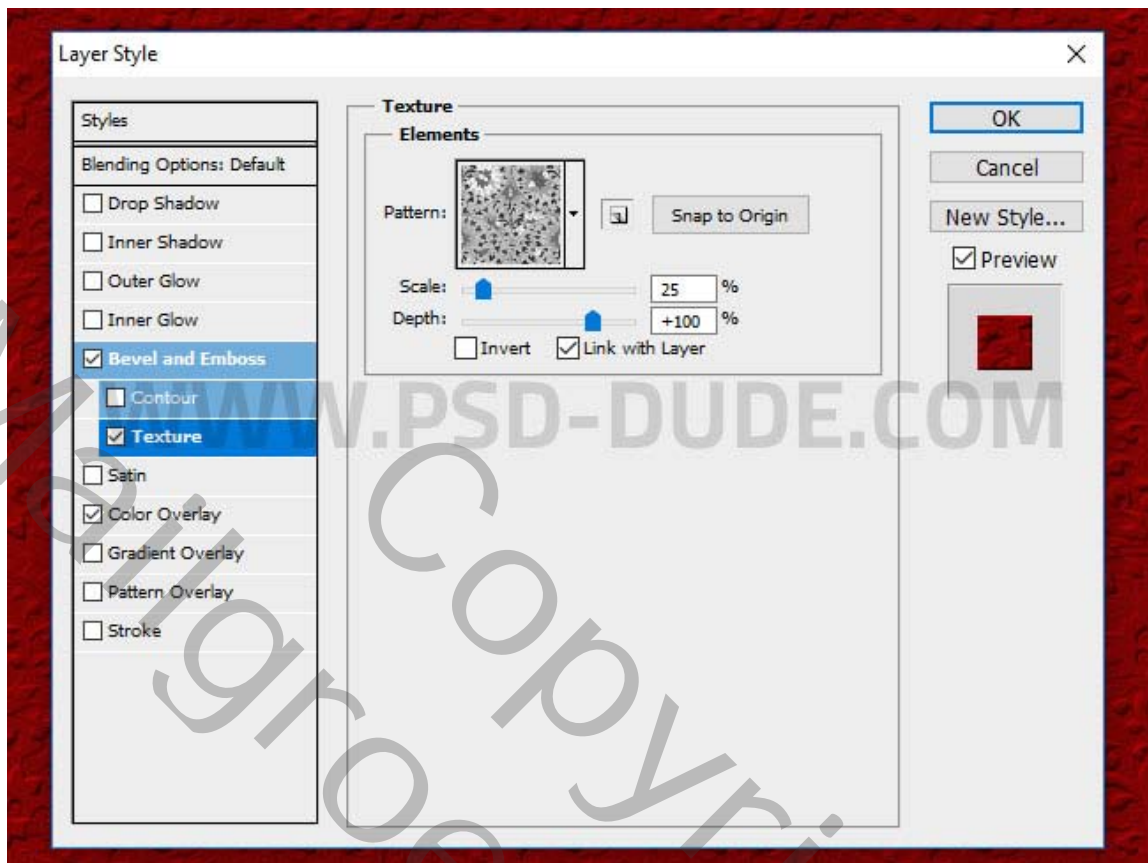 Layer Style
Styles
Blending Options: Default
Drop Shadow
Inner Shadow
Outer Glow
Inner Glow
Bevel and Emboss
Contour
Texture
Satin
Color Overlay
Gradient Overlay
Pattern Overlay
Stroke
Texture
Elements
Pattern:
Snap to Origin
Scale: 25 %
Depth: +100 %
Invert Link with Layer
OK
Cancel
New Style...
Preview
WWW.PSD-DUDE.COM